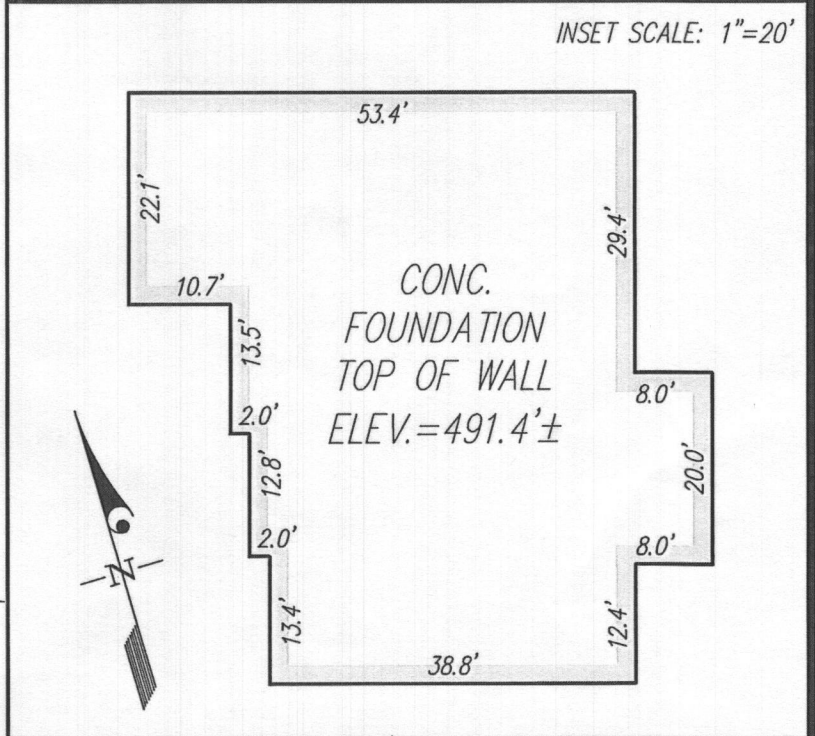 INSET SCALE: 1"=20'
53.4'
22.1'
29.4'
10.7'
CONC.
FOUNDATION
TOP OF WALL
ELEV.=491.4'±
13.5'
8.0'
2.0'
12.8'
20.0'
2.0'
8.0'
N
13.4'
12.4'
38.8'